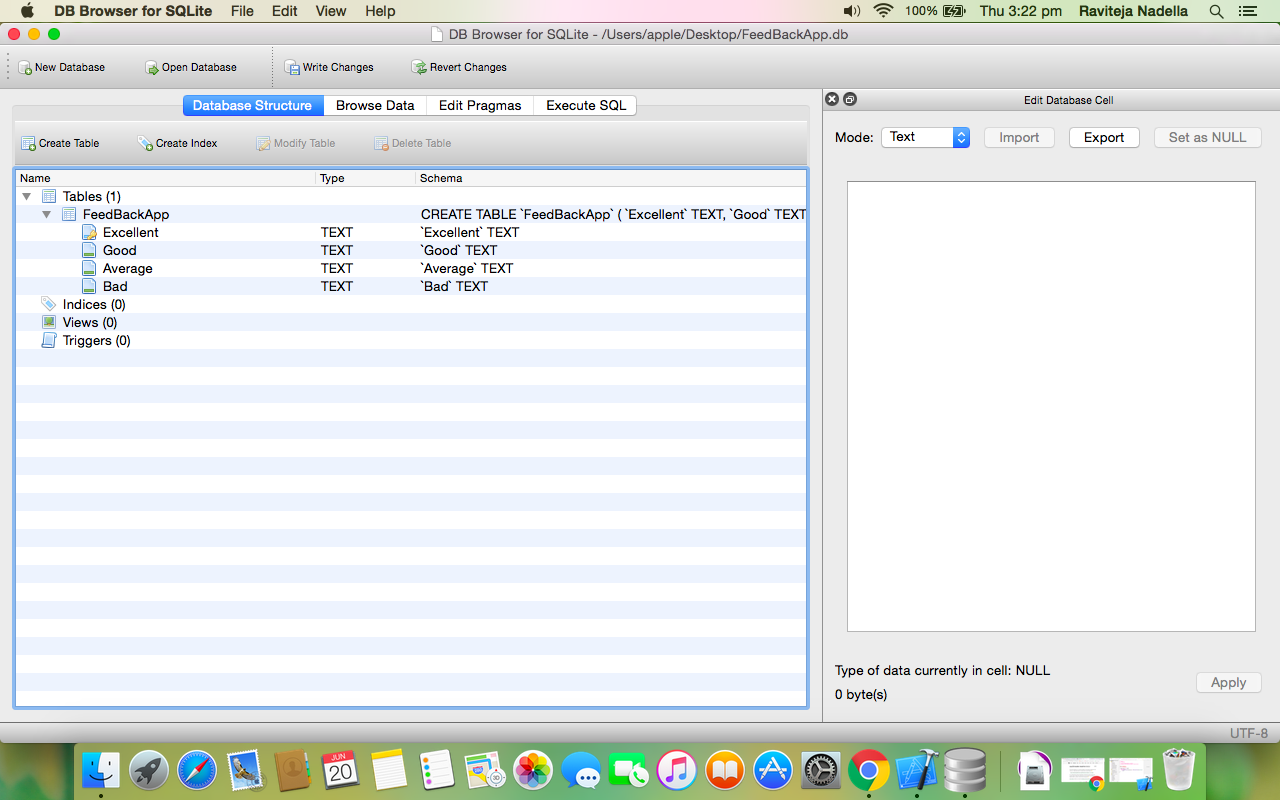 DB Browser for SQLite File Edit View Help 100% Thu 3:22 pm Raviteja Nadella
DB Browser for SQLite - /Users/apple/Desktop/FeedBackApp.db
New Database Open Database Write Changes Revert Changes
Database Structure Browse Data Edit Pragmas Execute SQL
Create Table Create Index Modify Table Delete Table
Name Type Schema
Tables (1)
FeedBackApp CREATE TABLE `FeedBackApp` ( `Excellent` TEXT, `Good` TEXT
Excellent TEXT `Excellent` TEXT
Good TEXT `Good` TEXT
Average TEXT `Average` TEXT
Bad TEXT `Bad` TEXT
Indices (0)
Views (0)
Triggers (0)
Edit Database Cell
Mode: Text Import Export Set as NULL
Type of data currently in cell: NULL
0 byte(s)
Apply
UTF-8
JUN
20